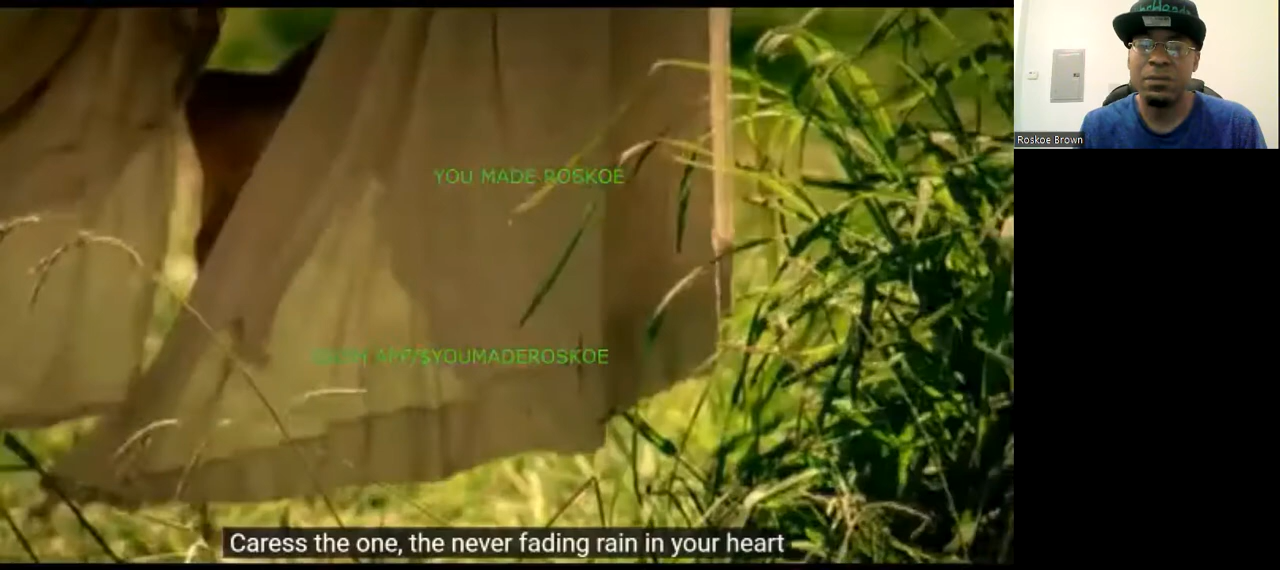 YOU MADE ROSKOE
APP/$YOUMADEROSKOE
Roskoe Brown
Caress the one, the never fading rain in your heart